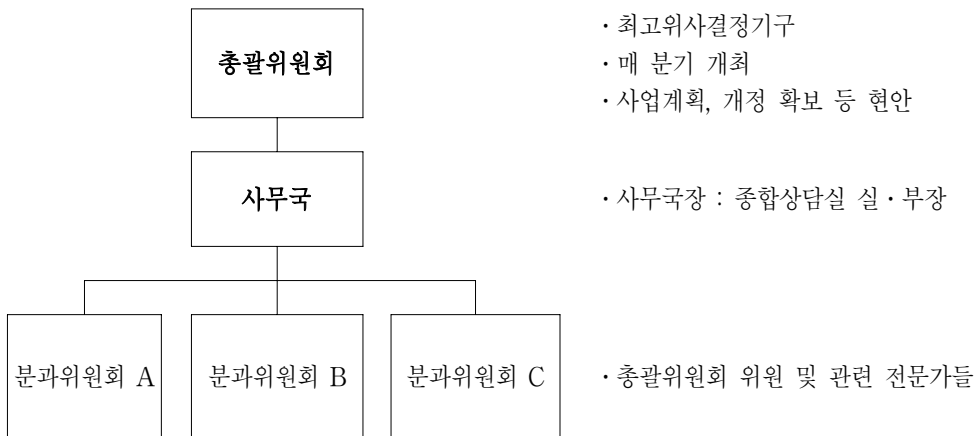 총괄위원회
· 최고위사결정기구
· 매 분기 개최
· 사업계획, 개정 확보 등 현안
사무국
· 사무국장 : 종합상담실 실·부장
분과위원회 A
분과위원회 B
분과위원회 C
· 총괄위원회 위원 및 관련 전문가들